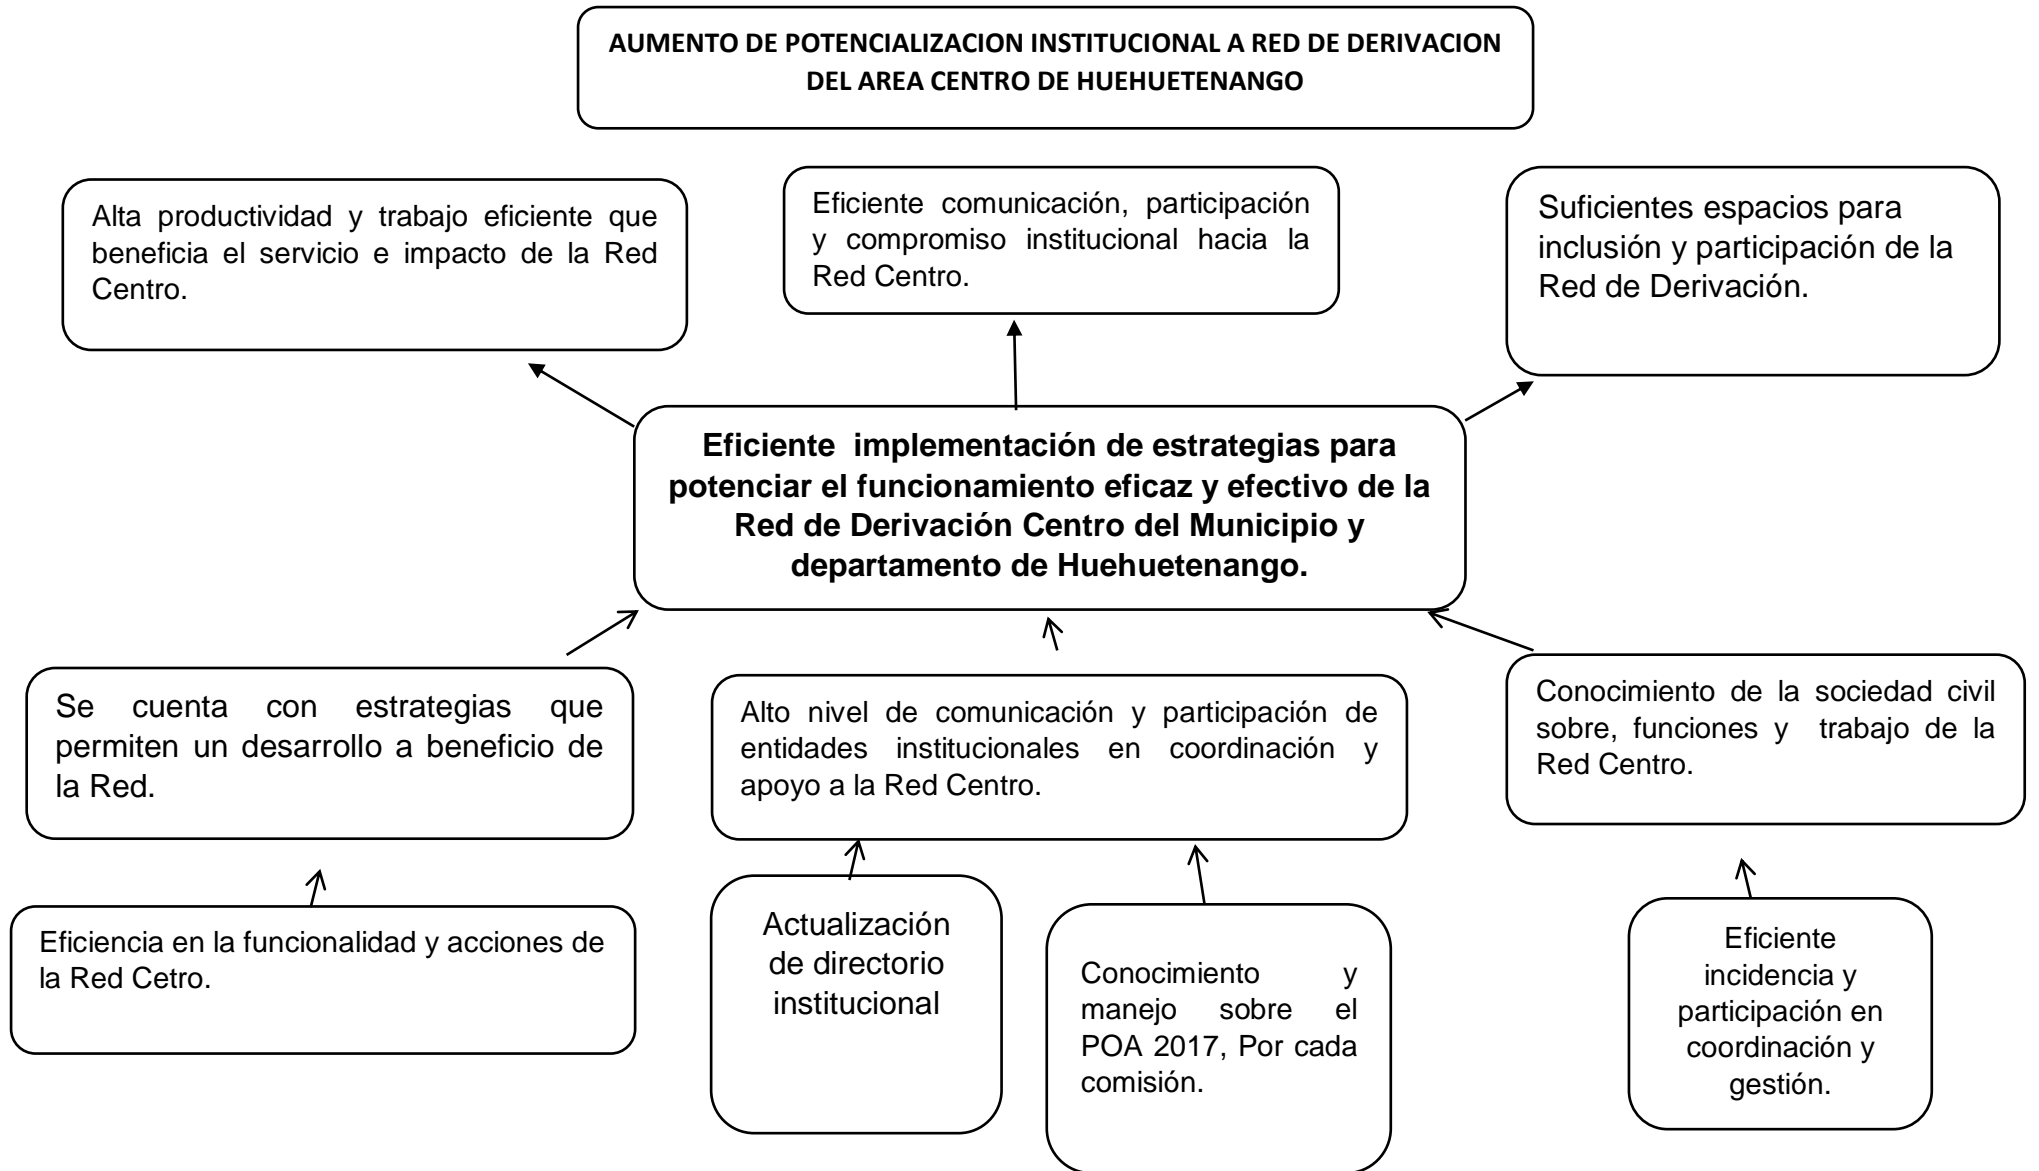 AUMENTO DE POTENCIALIZACION INSTITUCIONAL A RED DE DERIVACION
DEL AREA CENTRO DE HUEHUETENANGO
Alta productividad y trabajo eficiente que
beneficia el servicio e impacto de la Red
Centro.
Eficiente comunicación, participación
y compromiso institucional hacia la
Red Centro.
Suficientes espacios para
inclusión y participación de la
Red de Derivación.
Eficiente implementación de estrategias para
potenciar el funcionamiento eficaz y efectivo de la
Red de Derivación Centro del Municipio y
departamento de Huehuetenango.
Se cuenta con estrategias que
permiten un desarrollo a beneficio de
la Red.
Alto nivel de comunicación y participación de
entidades institucionales en coordinación y
apoyo a la Red Centro.
Conocimiento de la sociedad civil
sobre, funciones y trabajo de la
Red Centro.
Eficiencia en la funcionalidad y acciones de
la Red Cetro.
Actualización
de directorio
institucional
Conocimiento y
manejo sobre el
POA 2017, Por cada
comisión.
Eficiente
incidencia y
participación en
coordinación y
gestión.